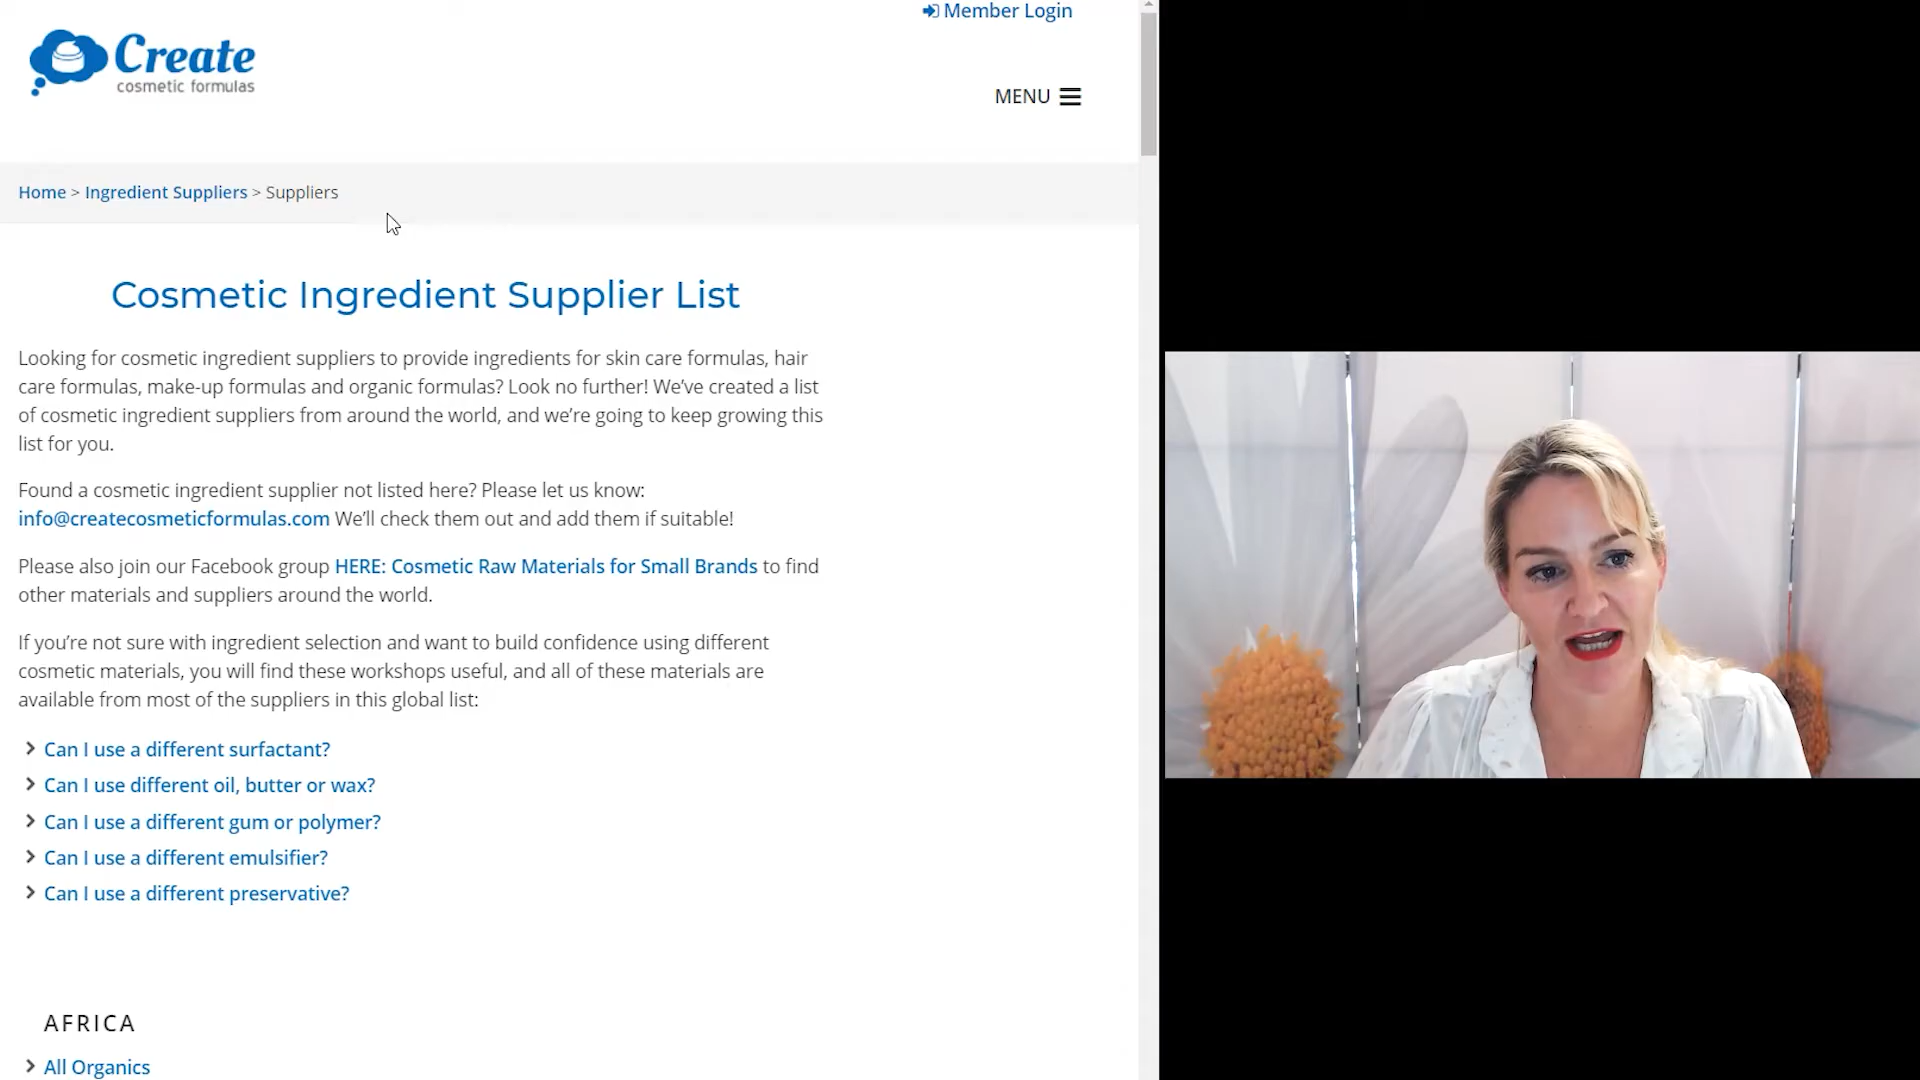 Member Login
Create
cosmetic formulas
MENU
Home > Ingredient Suppliers > Suppliers
Cosmetic Ingredient Supplier List
Looking for cosmetic ingredient suppliers to provide ingredients for skin care formulas, hair
care formulas, make-up formulas and organic formulas? Look no further! We’ve created a list
of cosmetic ingredient suppliers from around the world, and we’re going to keep growing this
list for you.
Found a cosmetic ingredient supplier not listed here? Please let us know:
info@createcosmeticformulas.com We’ll check them out and add them if suitable!
Please also join our Facebook group HERE: Cosmetic Raw Materials for Small Brands to find
other materials and suppliers around the world.
If you’re not sure with ingredient selection and want to build confidence using different
cosmetic materials, you will find these workshops useful, and all of these materials are
available from most of the suppliers in this global list:
Can I use a different surfactant?
Can I use different oil, butter or wax?
Can I use a different gum or polymer?
Can I use a different emulsifier?
Can I use a different preservative?
AFRICA
All Organics